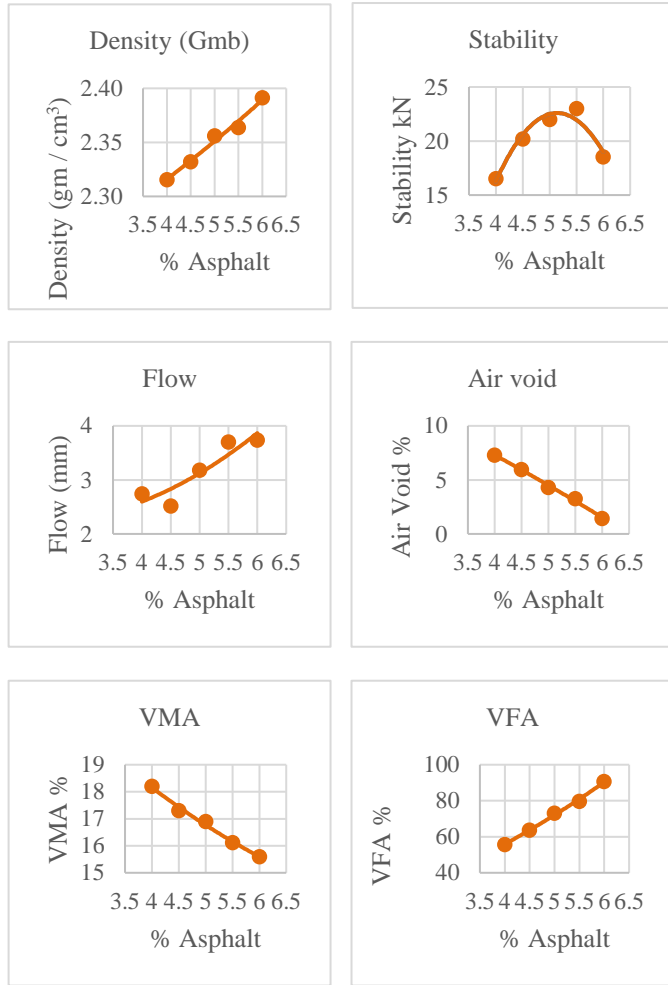 Density (Gmb)
Density (gm / cm³)
2.40
2.35
2.30
3.5 4 4.5 5 5.5 6 6.5
% Asphalt
Stability
Stability kN
25
20
15
3.5 4 4.5 5 5.5 6 6.5
% Asphalt
Flow
Flow (mm)
4
3
2
3.5 4 4.5 5 5.5 6 6.5
% Asphalt
Air void
Air Void %
10
5
0
3.5 4 4.5 5 5.5 6 6.5
% Asphalt
VMA
VMA %
19
18
17
16
15
3.5 4 4.5 5 5.5 6 6.5
% Asphalt
VFA
VFA %
100
80
60
40
3.5 4 4.5 5 5.5 6 6.5
% Asphalt